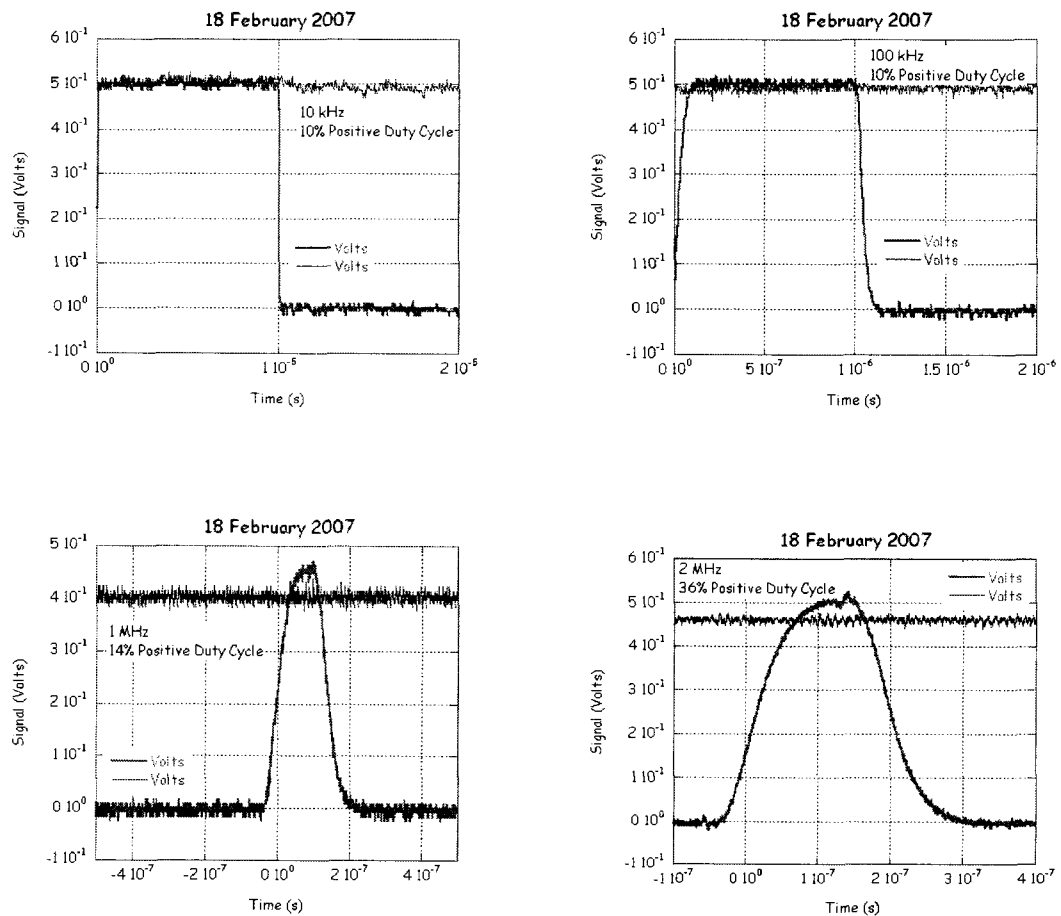 18 February 2007
6 10⁻¹
5 10⁻¹
4 10⁻¹
3 10⁻¹
2 10⁻¹
1 10⁻¹
0 10⁰
-1 10⁻¹
Signal (Volts)
10 kHz
10% Positive Duty Cycle
Volts
Volts
0 10⁰
1 10⁻⁵
2 10⁻⁵
Time (s)
18 February 2007
6 10⁻¹
5 10⁻¹
4 10⁻¹
3 10⁻¹
2 10⁻¹
1 10⁻¹
0 10⁰
-1 10⁻¹
Signal (Volts)
100 kHz
10% Positive Duty Cycle
Volts
Volts
0 10⁰
5 10⁻⁷
1 10⁻⁶
1.5 10⁻⁶
2 10⁻⁶
Time (s)
18 February 2007
5 10⁻¹
4 10⁻¹
3 10⁻¹
2 10⁻¹
1 10⁻¹
0 10⁰
-1 10⁻¹
Signal (Volts)
1 MHz
14% Positive Duty Cycle
Volts
Volts
-4 10⁻⁷
-2 10⁻⁷
0 10⁰
2 10⁻⁷
4 10⁻⁷
Time (s)
18 February 2007
6 10⁻¹
5 10⁻¹
4 10⁻¹
3 10⁻¹
2 10⁻¹
1 10⁻¹
0 10⁰
-1 10⁻¹
Signal (Volts)
2 MHz
36% Positive Duty Cycle
Volts
Volts
-1 10⁻⁷
0 10⁰
1 10⁻⁷
2 10⁻⁷
3 10⁻⁷
4 10⁻⁷
Time (s)